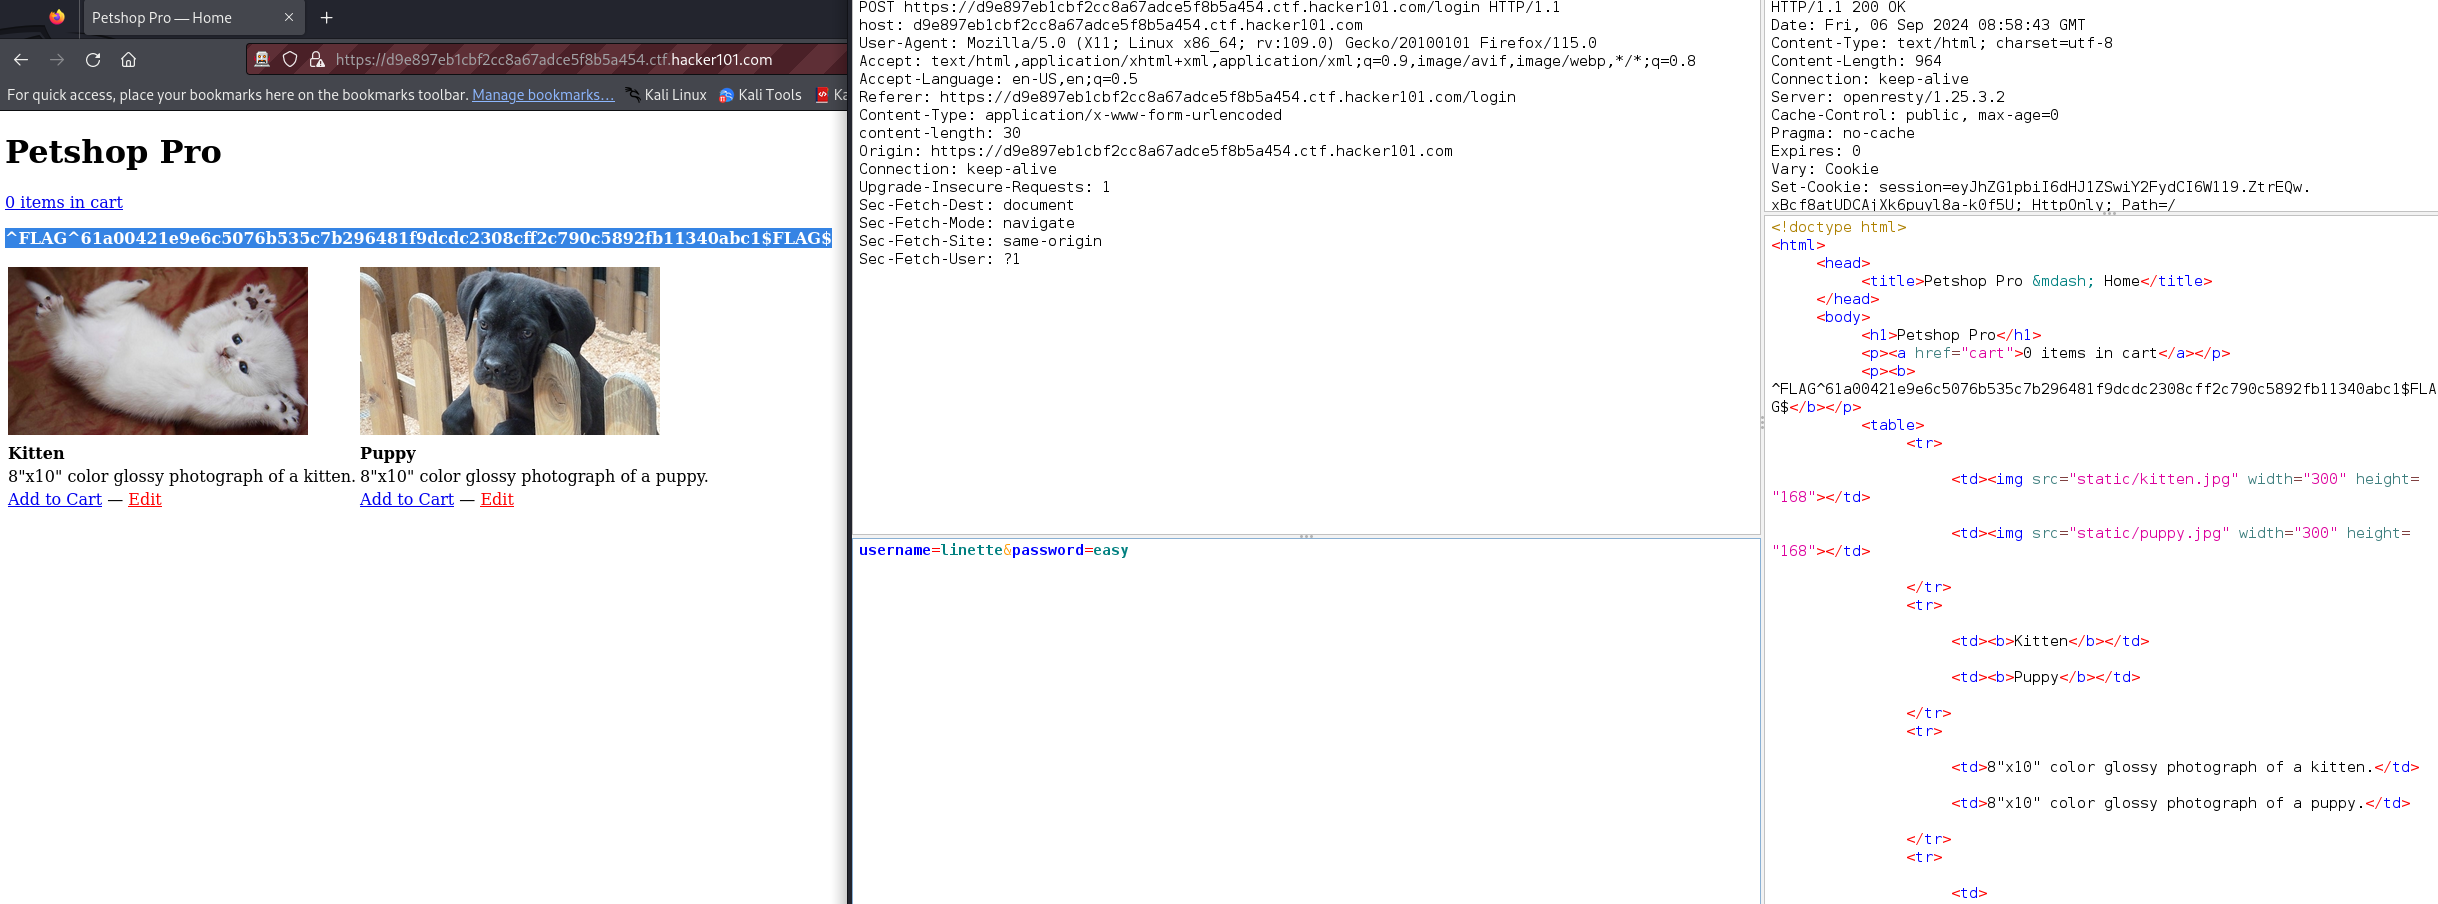 Petshop Pro — Home
https://d9e897eb1cbf2cc8a67adce5f8b5a454.ctf.hacker101.com
For quick access, place your bookmarks here on the bookmarks toolbar. Manage bookmarks… Kali Linux Kali Tools Ka
Petshop Pro
0 items in cart
^FLAG^61a00421e9e6c5076b535c7b296481f9dcdc2308cff2c790c5892fb11340abc1$FLAG$
Kitten Puppy
8"x10" color glossy photograph of a kitten. 8"x10" color glossy photograph of a puppy.
Add to Cart — Edit Add to Cart — Edit
POST https://d9e897eb1cbf2cc8a67adce5f8b5a454.ctf.hacker101.com/login HTTP/1.1
host: d9e897eb1cbf2cc8a67adce5f8b5a454.ctf.hacker101.com
User-Agent: Mozilla/5.0 (X11; Linux x86_64; rv:109.0) Gecko/20100101 Firefox/115.0
Accept: text/html,application/xhtml+xml,application/xml;q=0.9,image/avif,image/webp,*/*;q=0.8
Accept-Language: en-US,en;q=0.5
Referer: https://d9e897eb1cbf2cc8a67adce5f8b5a454.ctf.hacker101.com/login
Content-Type: application/x-www-form-urlencoded
content-length: 30
Origin: https://d9e897eb1cbf2cc8a67adce5f8b5a454.ctf.hacker101.com
Connection: keep-alive
Upgrade-Insecure-Requests: 1
Sec-Fetch-Dest: document
Sec-Fetch-Mode: navigate
Sec-Fetch-Site: same-origin
Sec-Fetch-User: ?1
username=linette&password=easy
HTTP/1.1 200 OK
Date: Fri, 06 Sep 2024 08:58:43 GMT
Content-Type: text/html; charset=utf-8
Content-Length: 964
Connection: keep-alive
Server: openresty/1.25.3.2
Cache-Control: public, max-age=0
Pragma: no-cache
Expires: 0
Vary: Cookie
Set-Cookie: session=eyJhZG1pbiI6dHJ1ZSwiY2FydCI6W119.ZtrEQw.
xBcf8atUDCAjXk6puyl8a-k0f5U; HttpOnly; Path=/
<!doctype html>
<html>
<head>
<title>Petshop Pro &mdash; Home</title>
</head>
<body>
<h1>Petshop Pro</h1>
<p><a href="cart">0 items in cart</a></p>
<p><b>
^FLAG^61a00421e9e6c5076b535c7b296481f9dcdc2308cff2c790c5892fb11340abc1$FLA
G$</b></p>
<table>
<tr>
<td><img src="static/kitten.jpg" width="300" height=
"168"></td>
<td><img src="static/puppy.jpg" width="300" height=
"168"></td>
</tr>
<tr>
<td><b>Kitten</b></td>
<td><b>Puppy</b></td>
</tr>
<tr>
<td>8"x10" color glossy photograph of a kitten.</td>
<td>8"x10" color glossy photograph of a puppy.</td>
</tr>
<tr>
<td>